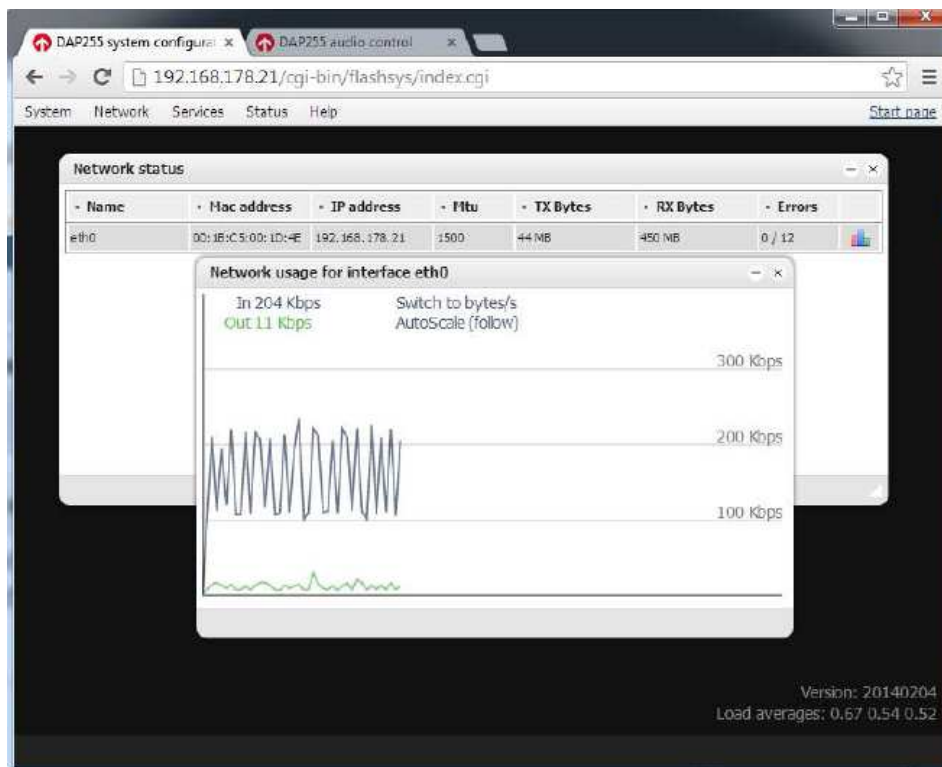 DAP255 system configurat
DAP255 audio control
192.168.178.21/cgi-bin/flashsys/index.cgi
System Network Services Status Help Start page
Network status
Name Mac address IP address Mtu TX Bytes RX Bytes Errors
eth0 00:1B:C5:00:1D:4E 192.168.178.21 1500 44 MB 450 MB 0 / 12
Network usage for interface eth0
In 204 Kbps Switch to bytes/s
Out 11 Kbps AutoScale (follow)
300 Kbps
200 Kbps
100 Kbps
Version: 20140204
Load averages: 0.67 0.54 0.52